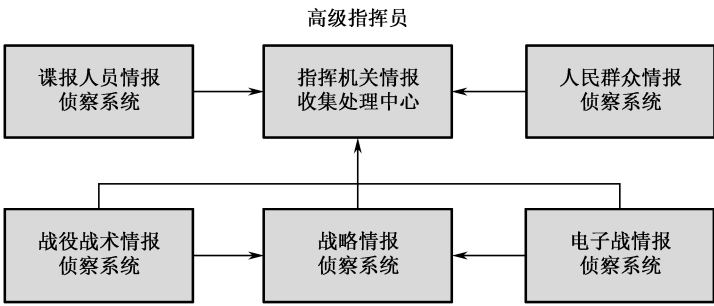 高级指挥员
谍报人员情报
侦察系统
指挥机关情报
收集处理中心
人民群众情报
侦察系统
战役战术情报
侦察系统
战略情报
侦察系统
电子战情报
侦察系统